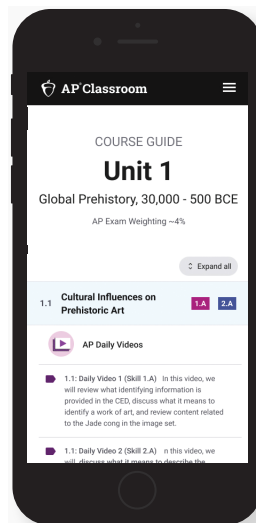 AP® Classroom
COURSE GUIDE
Unit 1
Global Prehistory, 30,000 - 500 BCE
AP Exam Weighting ~4%
Expand all
1.1 Cultural Influences on 1.A 2.A
Prehistoric Art
AP Daily Videos
1.1: Daily Video 1 (Skill 1.A) In this video, we
will review what identifying information is
provided in the CED, discuss what it means to
identify a work of art, and review content related
to the Jade cong in the image set.
1.1: Daily Video 2 (Skill 2.A) n this video, we
will discuss what it means to describe the